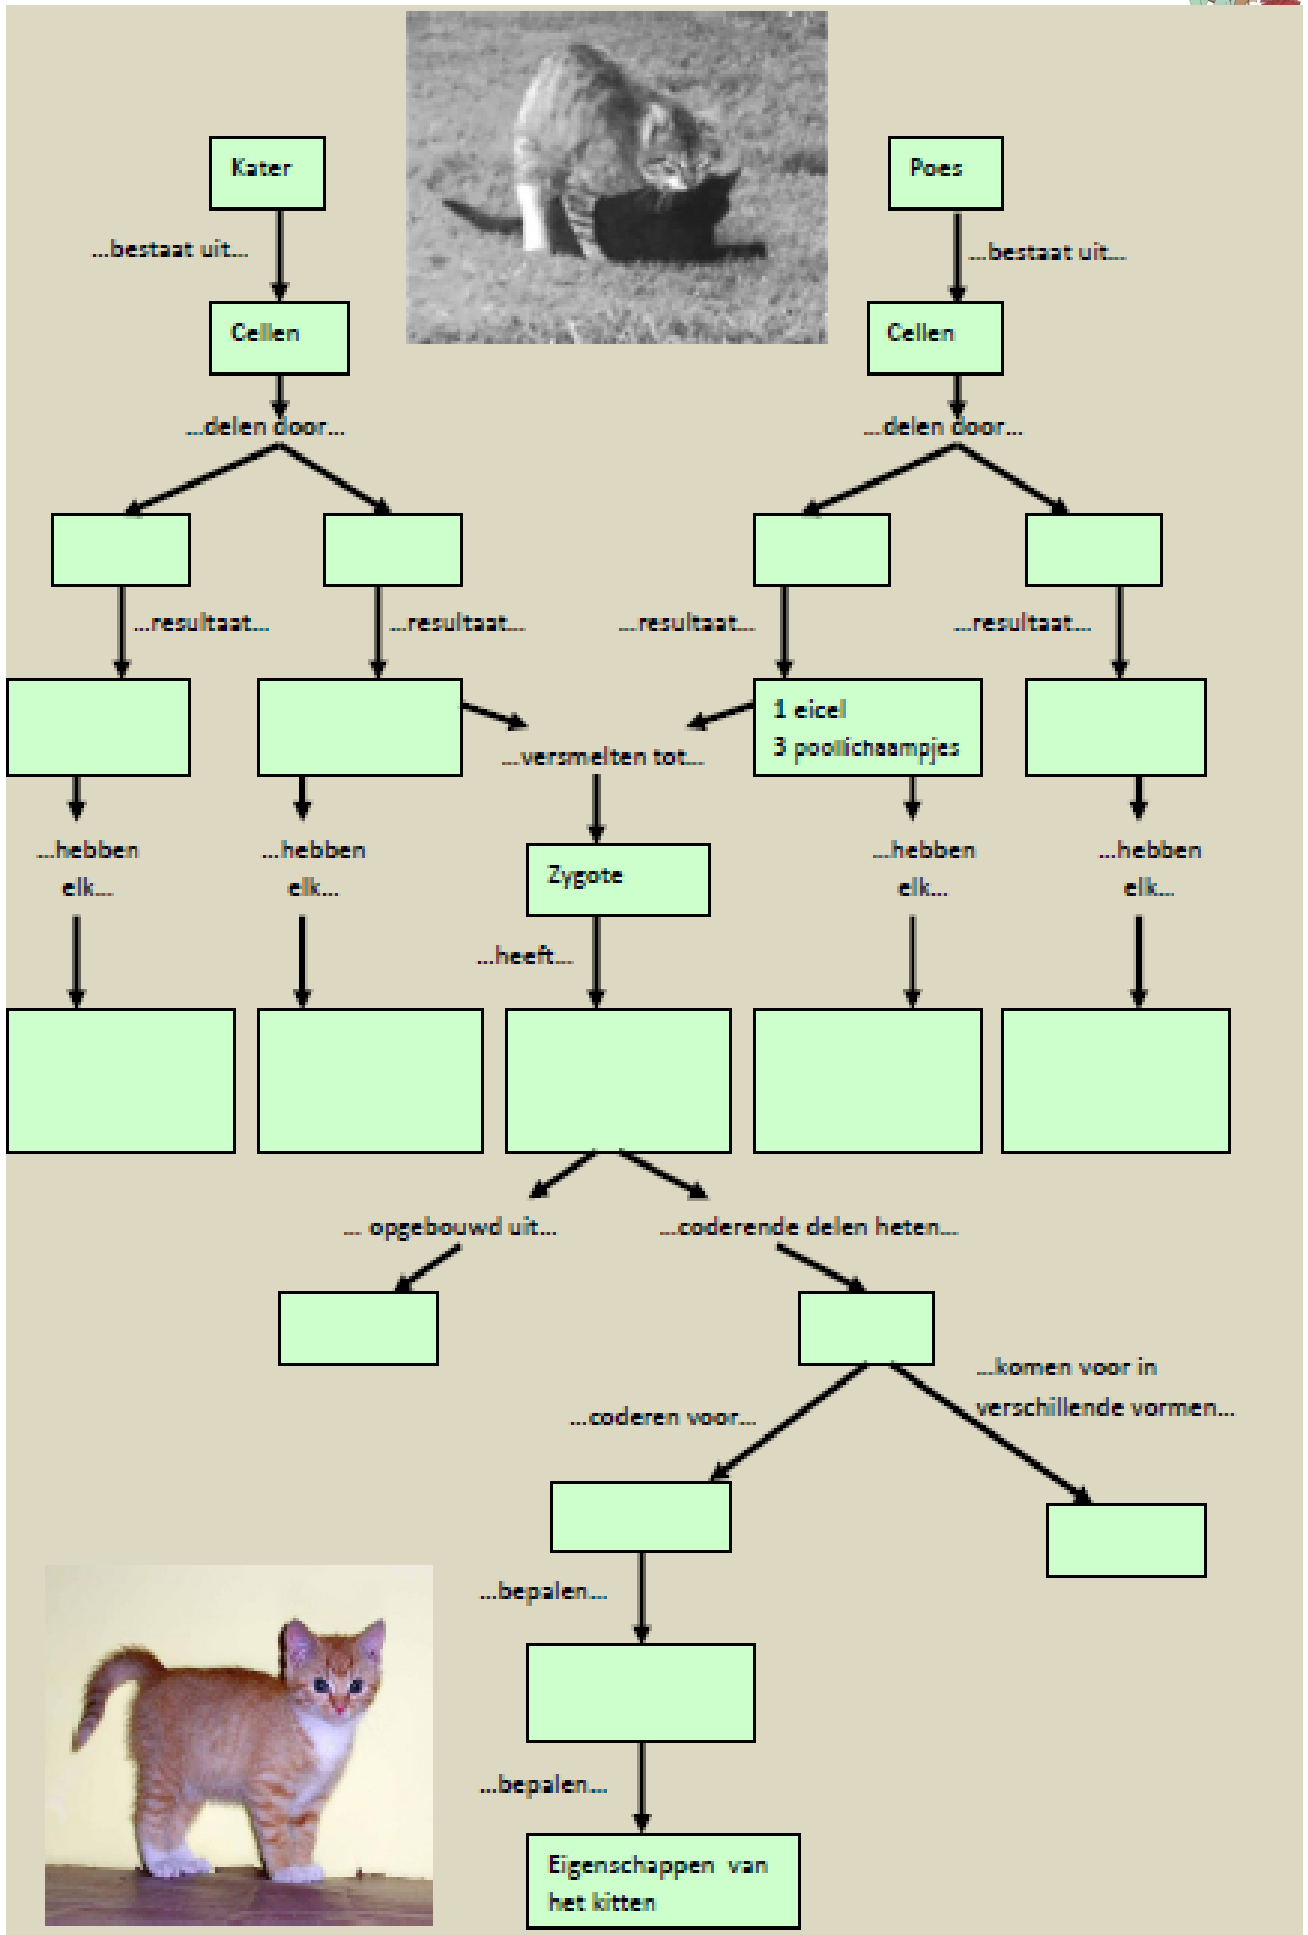 Kater
Poes
...bestaat uit...
...bestaat uit...
Cellen
Cellen
...delen door...
...delen door...
...resultaat...
...resultaat...
...resultaat...
...resultaat...
1 eicel
3 poollichaampjes
...versmelten tot...
...hebben
elk...
...hebben
elk...
Zygote
...hebben
elk...
...hebben
elk...
...heeft...
... opgebouwd uit...
...coderende delen heten...
...komen voor in
verschillende vormen...
...coderen voor...
...bepalen...
...bepalen...
Eigenschappen van
het kitten